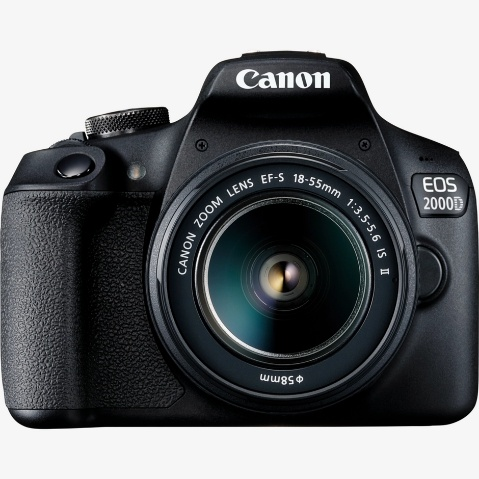 Canon
EOS
2000D
CANON ZOOM LENS EF-S 18-55mm 1:3.5-5.6 IS II
φ58mm